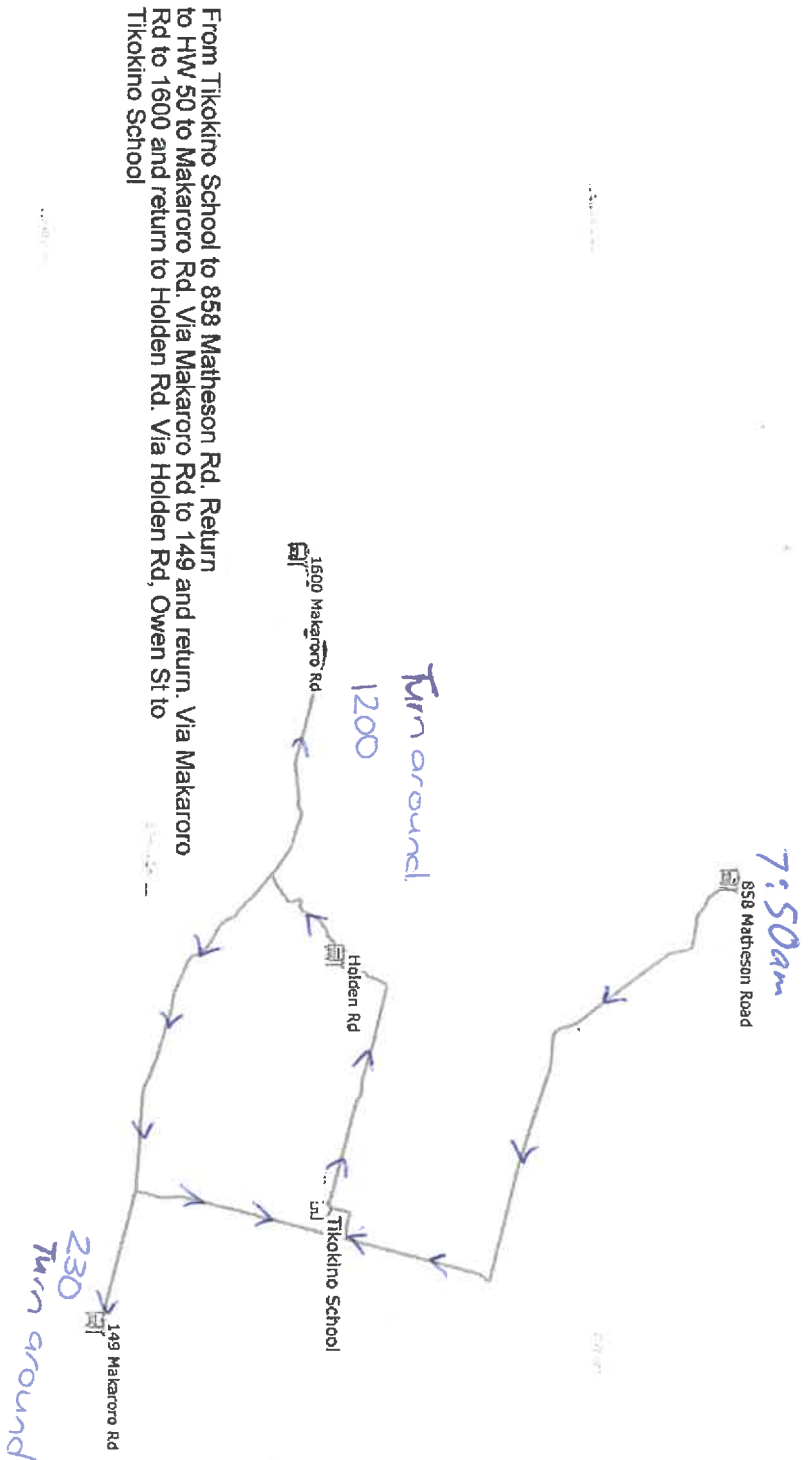 7:50am
858 Matheson Road
Turn around
1200
1600 Makaroro Rd
Holden Rd
Tikokino School
230
Turn around
149 Makaroro Rd
From Tikokino School to 858 Matheson Rd. Return
to HW 50 to Makaroro Rd. Via Makaroro Rd to 149 and return. Via Makaroro
Rd to 1600 and return to Holden Rd. Via Holden Rd, Owen St to
Tikokino School